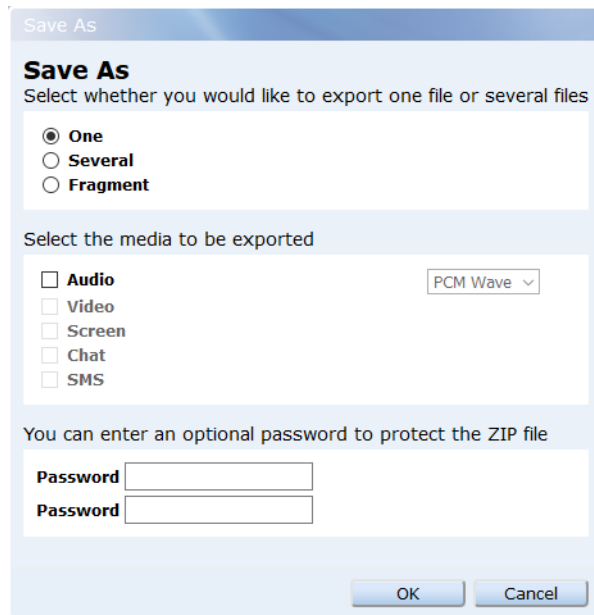 Save As
Save As
Select whether you would like to export one file or several files
One
Several
Fragment
Select the media to be exported
Audio PCM Wave
Video
Screen
Chat
SMS
You can enter an optional password to protect the ZIP file
Password
Password
OK Cancel